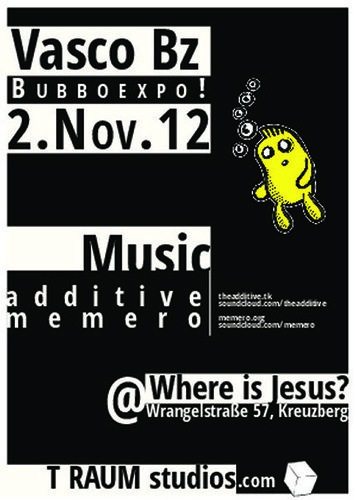 Vasco Bz
BUBBOEXPO!
2.Nov.12
Music
additive
memero
theadditive.tk
soundcloud.com/theadditive
memero.org
soundcloud.com/memero
@ Where is Jesus?
Wrangelstraße 57, Kreuzberg
T RAUM studios.com